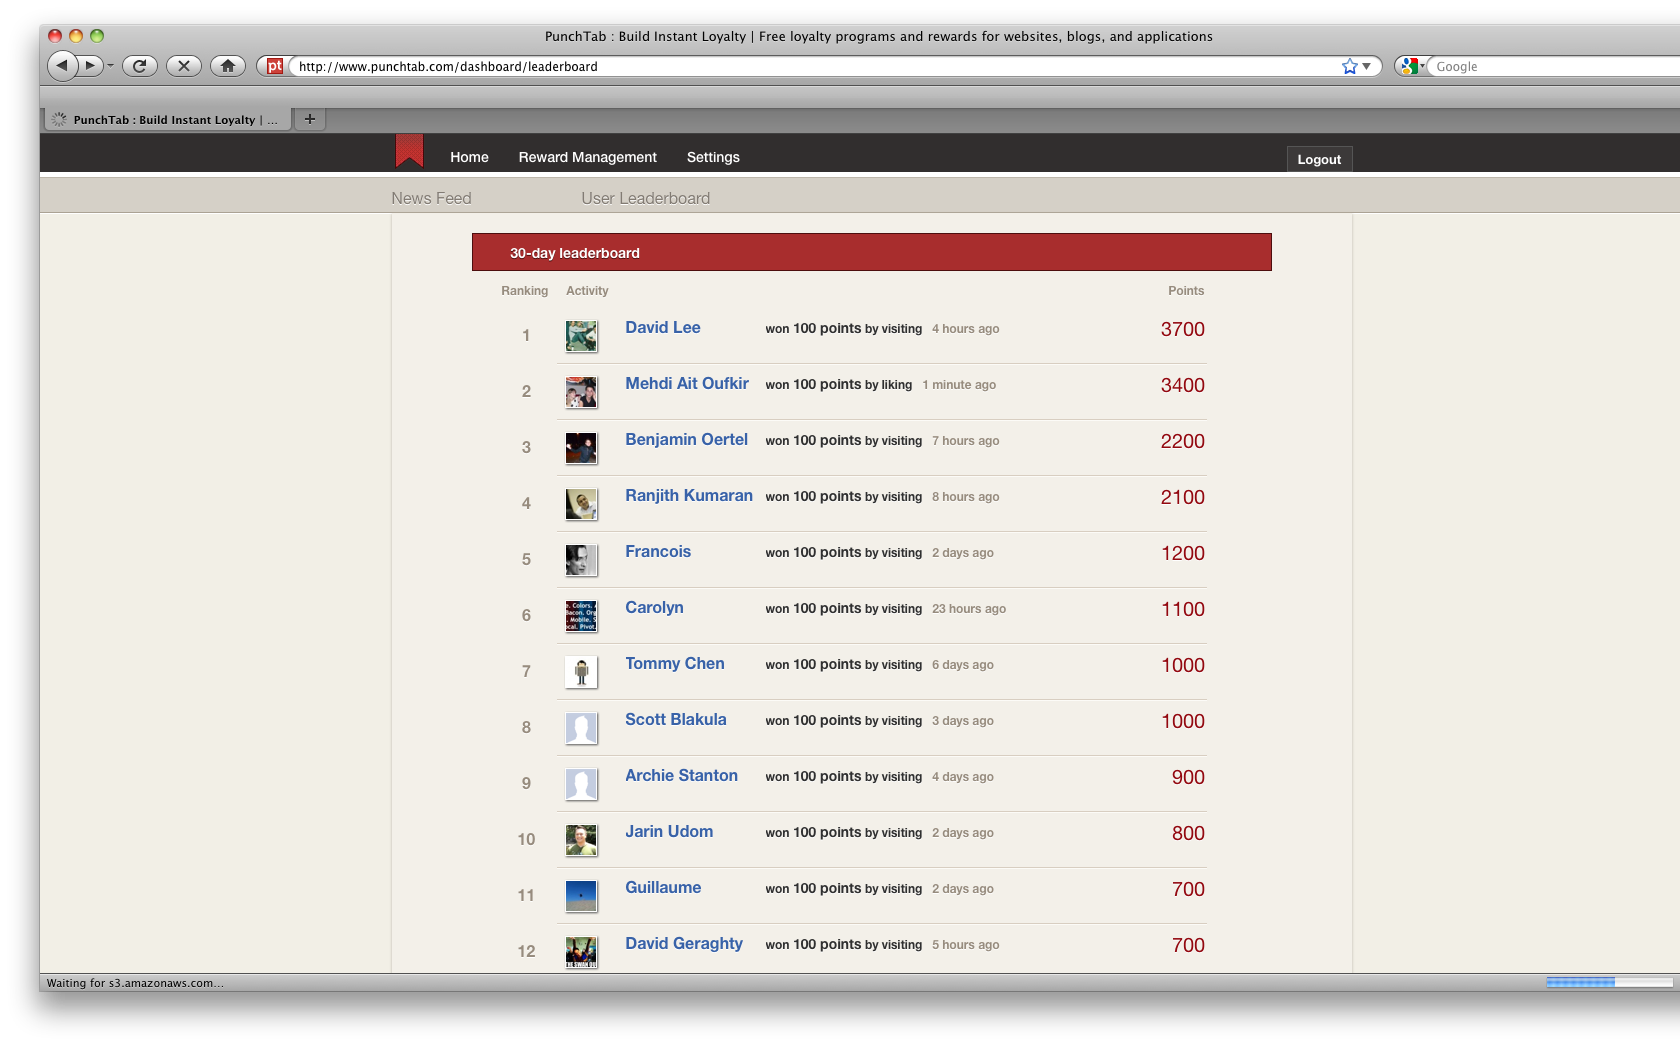 PunchTab : Build Instant Loyalty | Free loyalty programs and rewards for websites, blogs, and applications
pt http://www.punchtab.com/dashboard/leaderboard Google
PunchTab : Build Instant Loyalty | ... +
Home Reward Management Settings Logout
News Feed User Leaderboard
30-day leaderboard
Ranking Activity Points
1 David Lee won 100 points by visiting 4 hours ago 3700
2 Mehdi Ait Oufkir won 100 points by liking 1 minute ago 3400
3 Benjamin Oertel won 100 points by visiting 7 hours ago 2200
4 Ranjith Kumaran won 100 points by visiting 8 hours ago 2100
5 Francois won 100 points by visiting 2 days ago 1200
6 Carolyn won 100 points by visiting 23 hours ago 1100
7 Tommy Chen won 100 points by visiting 6 days ago 1000
8 Scott Blakula won 100 points by visiting 3 days ago 1000
9 Archie Stanton won 100 points by visiting 4 days ago 900
10 Jarin Udom won 100 points by visiting 2 days ago 800
11 Guillaume won 100 points by visiting 2 days ago 700
12 David Geraghty won 100 points by visiting 5 hours ago 700
Waiting for s3.amazonaws.com...